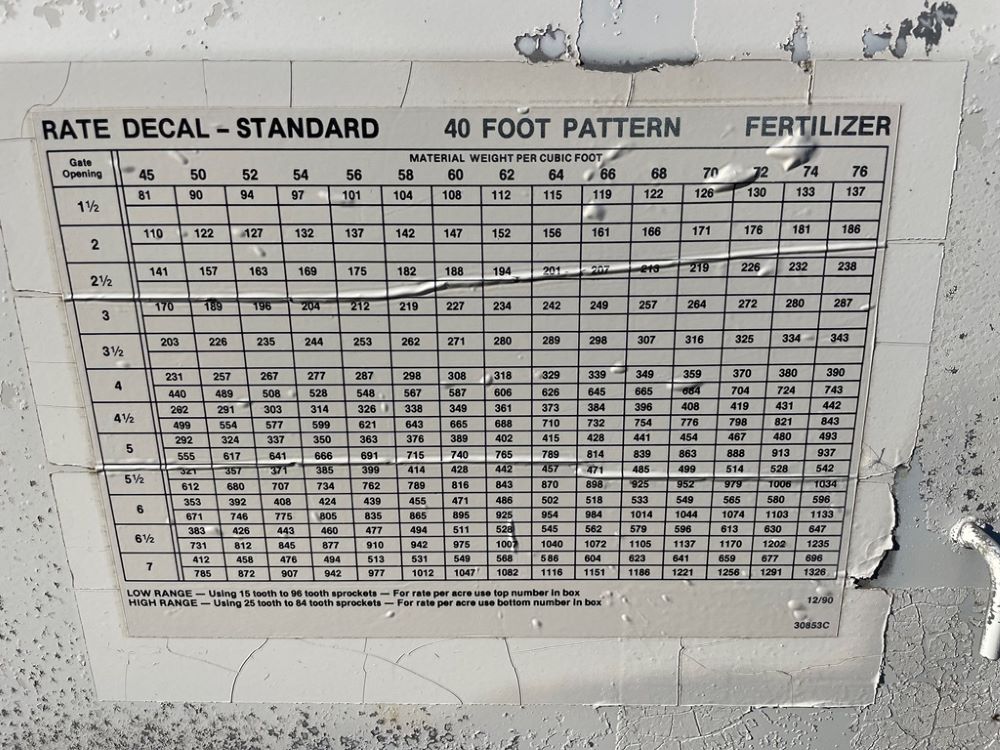 RATE DECAL – STANDARD 40 FOOT PATTERN FERTILIZER
Gate Opening MATERIAL WEIGHT PER CUBIC FOOT
45 50 52 54 56 58 60 62 64 66 68 70 72 74 76
1½ 81 90 94 97 101 104 108 112 115 119 122 126 130 133 137
2 110 122 127 132 137 142 147 152 156 161 166 171 176 181 186
2½ 141 157 163 169 175 182 188 194 201 207 213 219 226 232 238
3 170 189 196 204 212 219 227 234 242 249 257 264 272 280 287
3½ 203 226 235 244 253 262 271 280 289 298 307 316 325 334 343
4 231 257 267 277 287 298 308 318 329 339 349 359 370 380 390
440 489 508 528 548 567 587 606 626 645 665 684 704 724 743
4½ 262 291 303 314 326 338 349 361 373 384 396 408 419 431 442
499 554 577 599 621 643 665 688 710 732 754 776 798 821 843
5 292 324 337 350 363 376 389 402 415 428 441 454 467 480 493
555 617 641 666 691 715 740 765 789 814 839 863 888 913 937
5½ 321 357 371 385 399 414 428 442 457 471 485 499 514 528 542
612 680 707 734 762 789 816 843 870 898 925 952 979 1006 1034
6 353 392 408 424 439 455 471 486 502 518 533 549 565 580 596
671 746 775 805 835 865 895 925 954 984 1014 1044 1074 1103 1133
6½ 383 426 443 460 477 494 511 528 545 562 579 596 613 630 647
731 812 845 877 910 942 975 1007 1040 1072 1105 1137 1170 1202 1235
7 412 458 476 494 513 531 549 568 586 604 623 641 659 677 696
785 872 907 942 977 1012 1047 1082 1116 1151 1186 1221 1256 1291 1326
LOW RANGE — Using 15 tooth to 96 tooth sprockets — For rate per acre use top number in box
HIGH RANGE — Using 25 tooth to 84 tooth sprockets — For rate per acre use bottom number in box
12/90
30853C